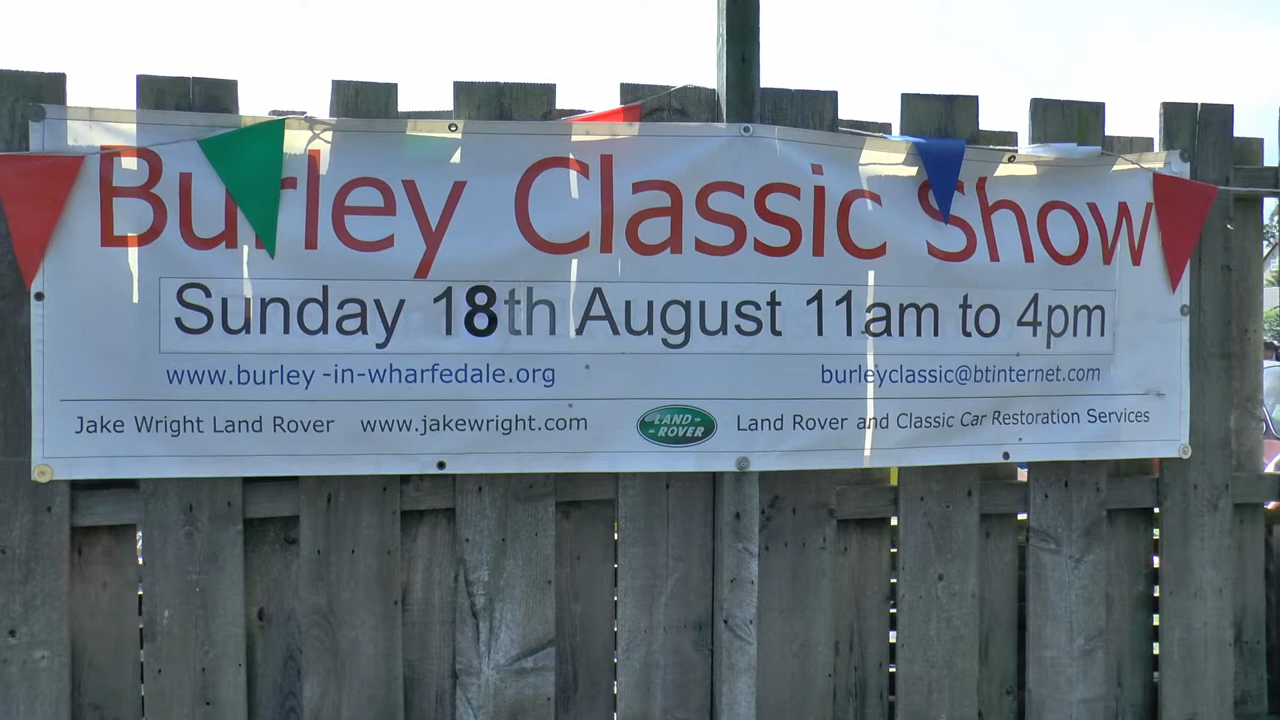 Burley Classic Show
Sunday 18th August 11am to 4pm
www.burley -in-wharfedale.org burleyclassic@btinternet.com
Jake Wright Land Rover www.jakewright.com LAND- -ROVER Land Rover and Classic Car Restoration Services